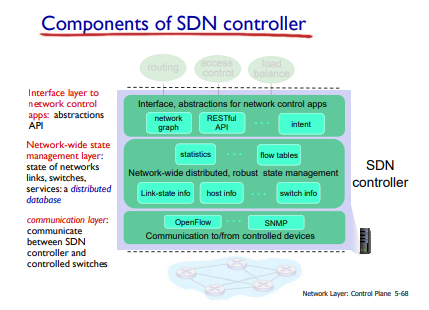 Components of SDN controller
routing
access
control
load
balance
Interface layer to
network control
apps: abstractions
API
Interface, abstractions for network control apps
network
graph
RESTful
API
intent
Network-wide state
management layer:
state of networks
links, switches,
services: a distributed
database
statistics
flow tables
Network-wide distributed, robust state management
Link-state info
host info
switch info
SDN
controller
communication layer:
communicate
between SDN
controller and
controlled switches
OpenFlow
SNMP
Communication to/from controlled devices
Network Layer: Control Plane 5-68